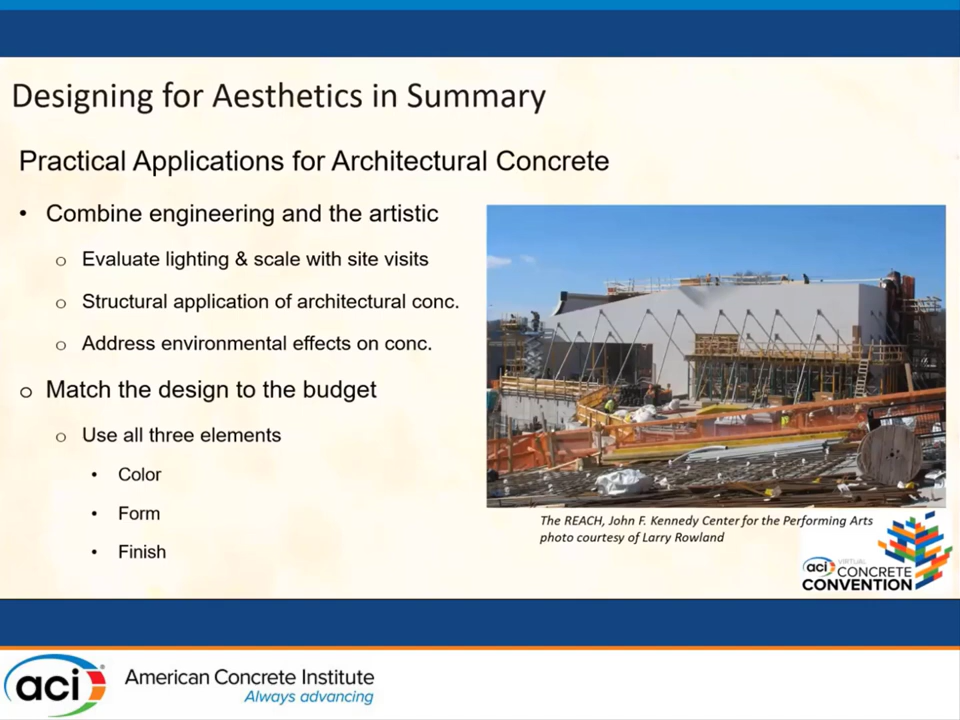 Designing for Aesthetics in Summary
Practical Applications for Architectural Concrete
• Combine engineering and the artistic
o Evaluate lighting & scale with site visits
o Structural application of architectural conc.
o Address environmental effects on conc.
o Match the design to the budget
o Use all three elements
• Color
• Form
• Finish
The REACH, John F. Kennedy Center for the Performing Arts
photo courtesy of Larry Rowland
aci VIRTUAL
CONCRETE
CONVENTION
aci®
American Concrete Institute
Always advancing